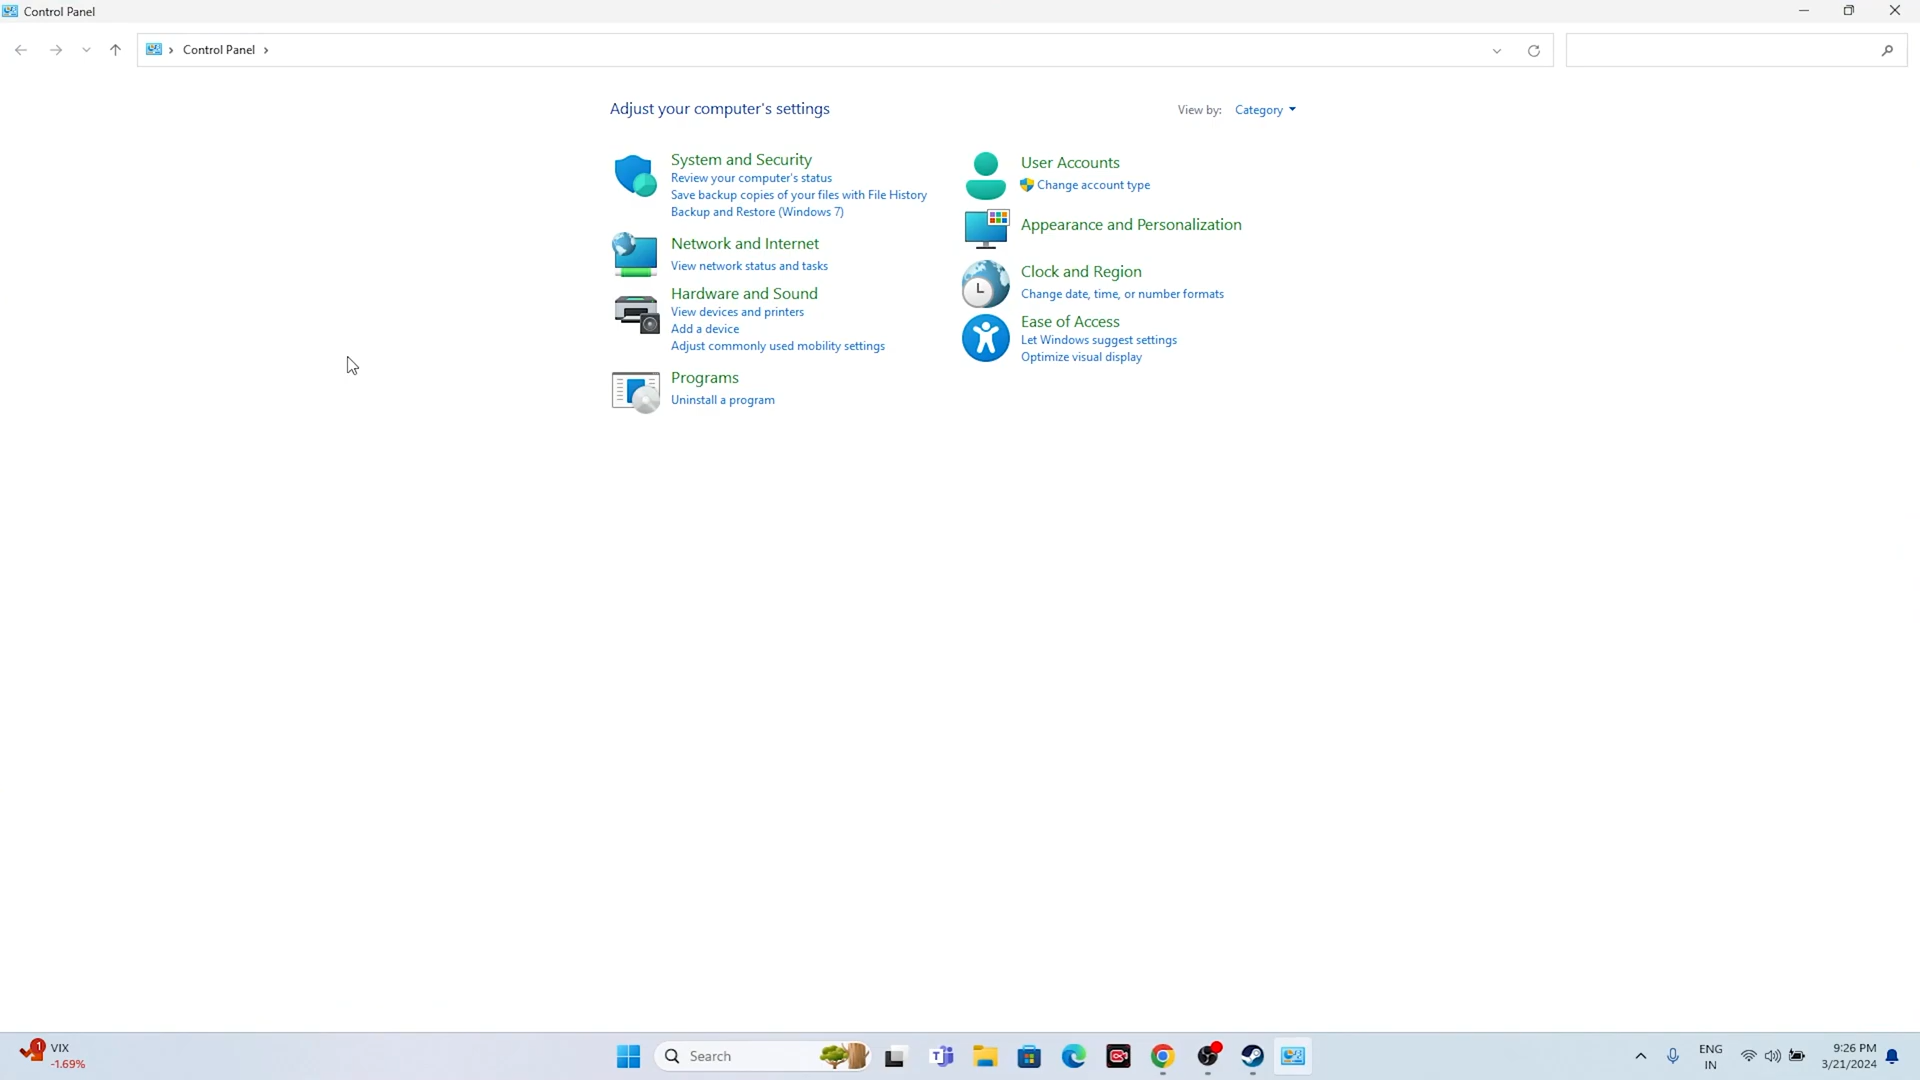 Control Panel
Control Panel
Adjust your computer's settings
View by: Category
System and Security
Review your computer's status
Save backup copies of your files with File History
Backup and Restore (Windows 7)
Network and Internet
View network status and tasks
Hardware and Sound
View devices and printers
Add a device
Adjust commonly used mobility settings
Programs
Uninstall a program
User Accounts
Change account type
Appearance and Personalization
Clock and Region
Change date, time, or number formats
Ease of Access
Let Windows suggest settings
Optimize visual display
1
VIX
-1.69%
Search
ENG
IN
9:26 PM
3/21/2024